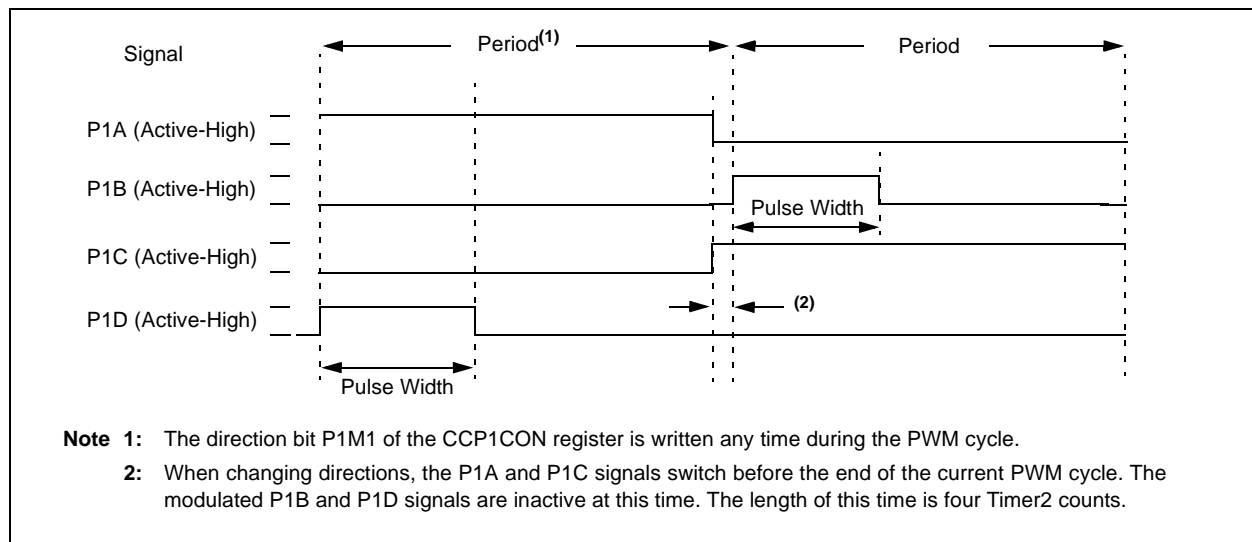 Signal
Period(1)
Period
P1A (Active-High)
P1B (Active-High)
Pulse Width
P1C (Active-High)
(2)
P1D (Active-High)
Pulse Width
Note 1: The direction bit P1M1 of the CCP1CON register is written any time during the PWM cycle.
2: When changing directions, the P1A and P1C signals switch before the end of the current PWM cycle. The
modulated P1B and P1D signals are inactive at this time. The length of this time is four Timer2 counts.